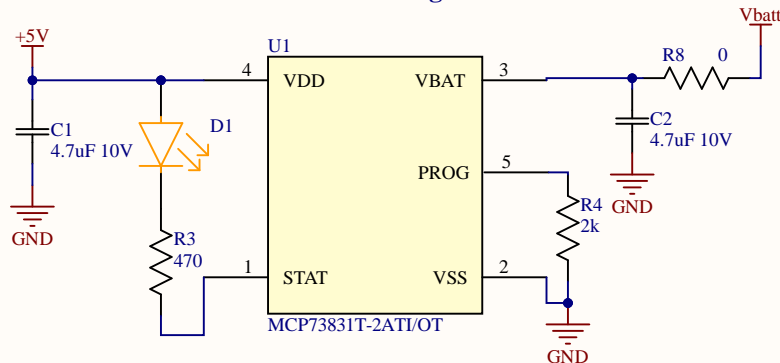 Vbatt
+5V
U1
R8 0
4 VDD VBAT 3
C1
4.7uF 10V
D1
C2
4.7uF 10V
PROG 5
GND
GND
R4
2k
R3
470
1 STAT VSS 2
MCP73831T-2ATI/OT
GND